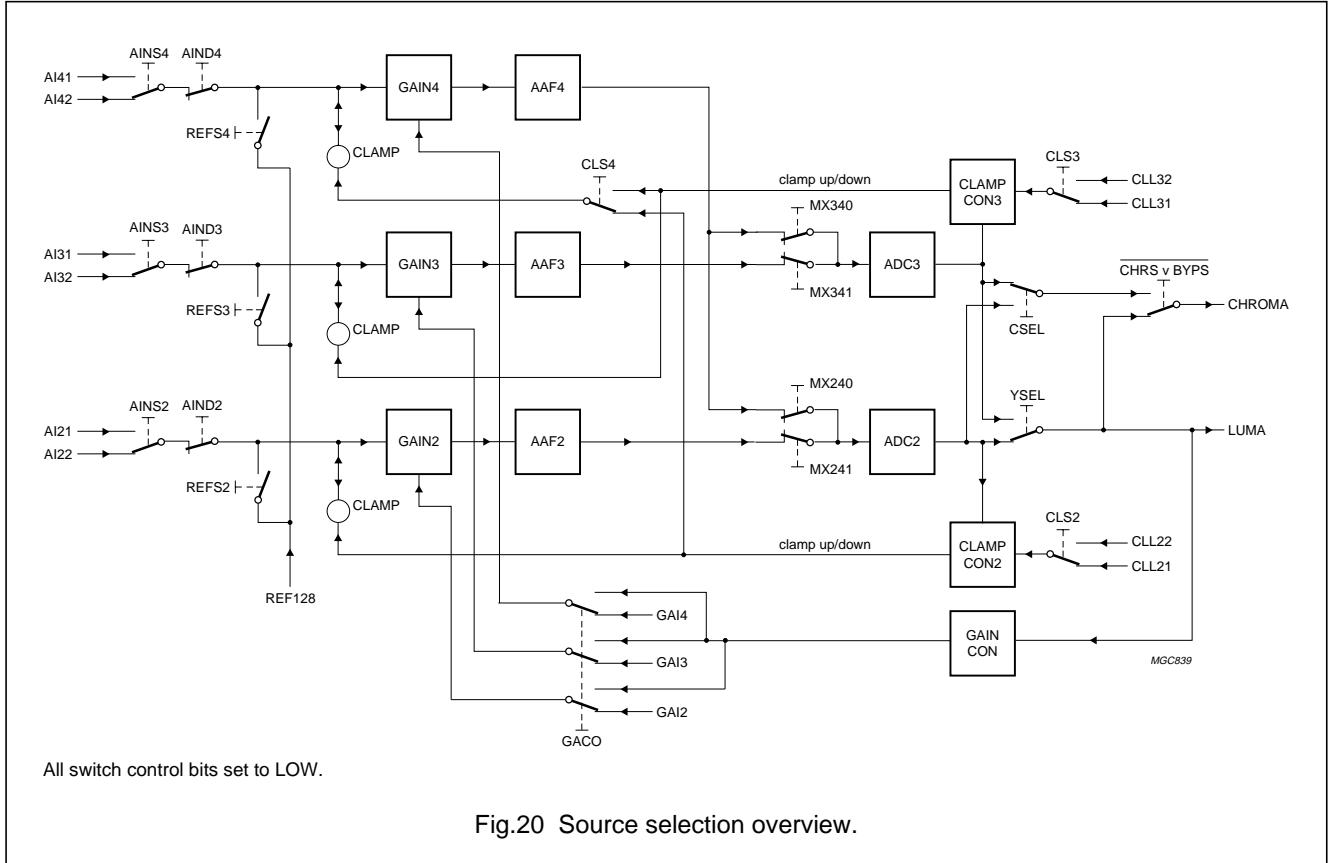 AINS4 AIND4
AI41
AI42
GAIN4
AAF4
REFS4
CLAMP
CLS4
clamp up/down
CLAMP
CON3
CLS3
CLL32
CLL31
MX340
AINS3 AIND3
AI31
AI32
GAIN3
AAF3
ADC3
MX341
CHRS v BYPS
CHROMA
CSEL
REFS3
CLAMP
MX240
YSEL
AINS2 AIND2
AI21
AI22
GAIN2
AAF2
ADC2
LUMA
MX241
REFS2
CLAMP
clamp up/down
CLAMP
CON2
CLS2
CLL22
CLL21
REF128
GAI4
GAI3
GAI2
GACO
GAIN
CON
MGC839
All switch control bits set to LOW.
Fig.20 Source selection overview.